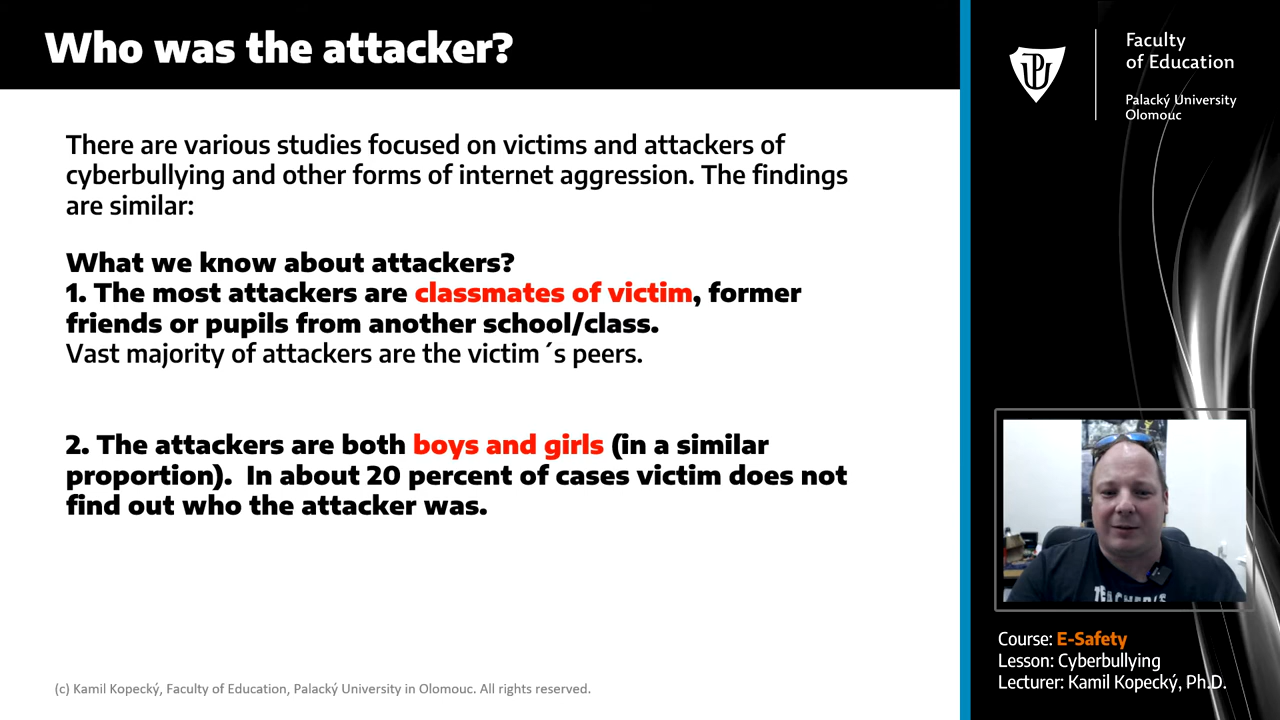 Who was the attacker?
There are various studies focused on victims and attackers of
cyberbullying and other forms of internet aggression. The findings
are similar:
What we know about attackers?
1. The most attackers are classmates of victim, former
friends or pupils from another school/class.
Vast majority of attackers are the victim ´s peers.
2. The attackers are both boys and girls (in a similar
proportion).  In about 20 percent of cases victim does not
find out who the attacker was.
(c) Kamil Kopecký, Faculty of Education, Palacký University in Olomouc. All rights reserved.
UP
Faculty
of Education
Palacký University
Olomouc
TEACHER'S
Course: E-Safety
Lesson: Cyberbullying
Lecturer: Kamil Kopecký, Ph.D.